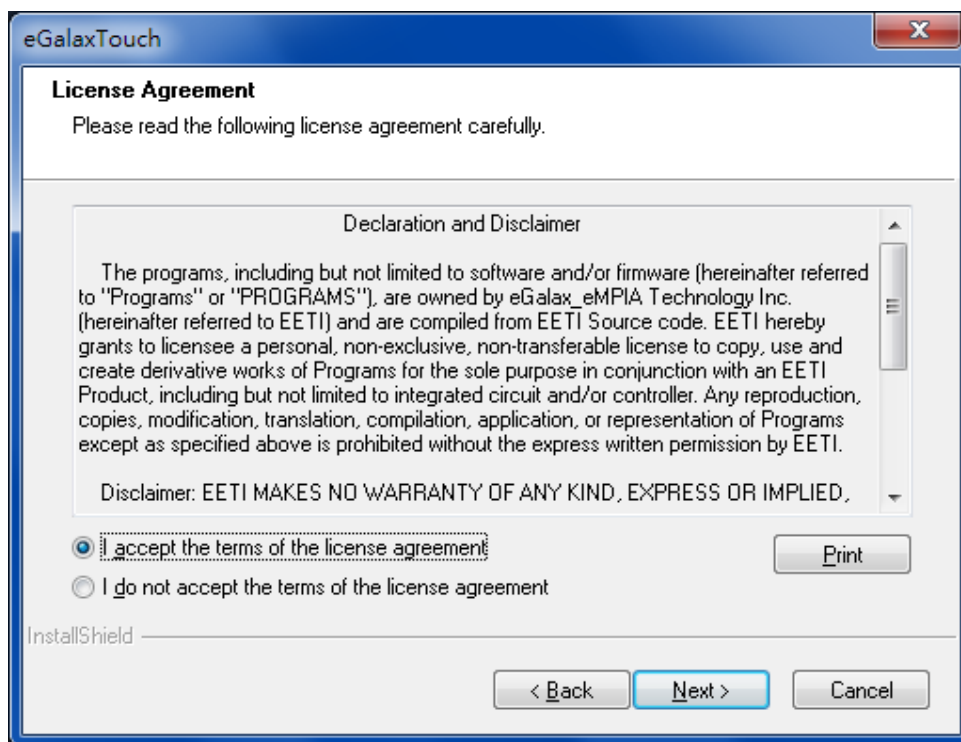 eGalaxTouch
License Agreement
Please read the following license agreement carefully.
Declaration and Disclaimer
The programs, including but not limited to software and/or firmware (hereinafter referred
to "Programs" or "PROGRAMS"), are owned by eGalax_eMPIA Technology Inc.
(hereinafter referred to EETI) and are compiled from EETI Source code. EETI hereby
grants to licensee a personal, non-exclusive, non-transferable license to copy, use and
create derivative works of Programs for the sole purpose in conjunction with an EETI
Product, including but not limited to integrated circuit and/or controller. Any reproduction,
copies, modification, translation, compilation, application, or representation of Programs
except as specified above is prohibited without the express written permission by EETI.
Disclaimer: EETI MAKES NO WARRANTY OF ANY KIND, EXPRESS OR IMPLIED,
I accept the terms of the license agreement
Print
I do not accept the terms of the license agreement
InstallShield
< Back
Next >
Cancel